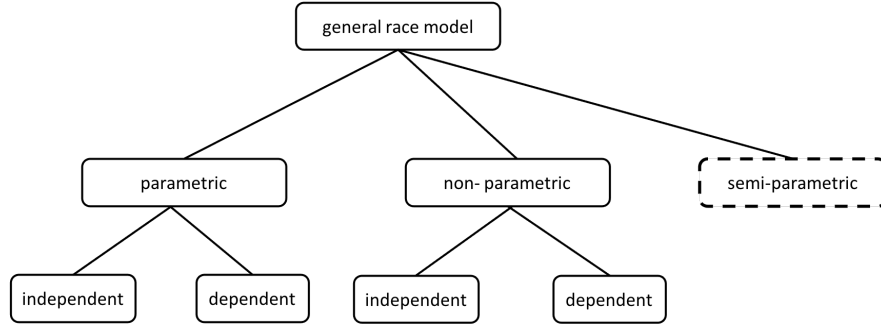 general race model
parametric
non- parametric
semi-parametric
independent
dependent
independent
dependent